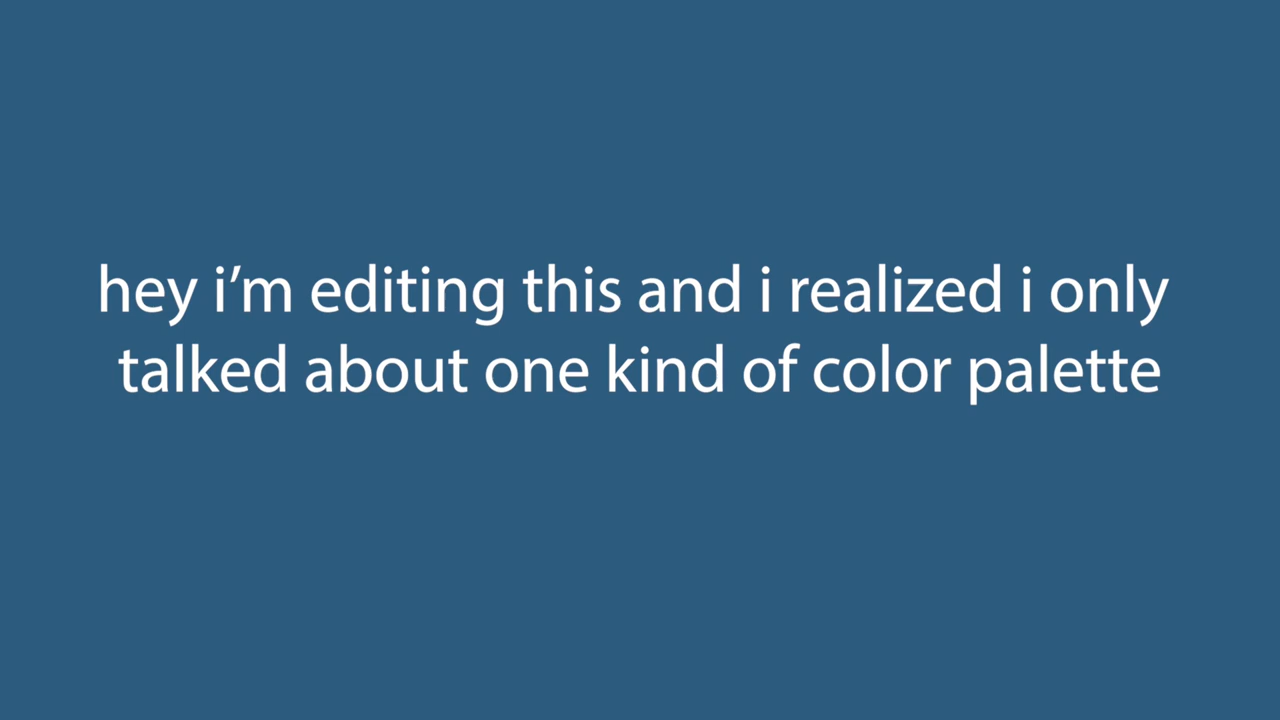 hey i’m editing this and i realized i only
talked about one kind of color palette